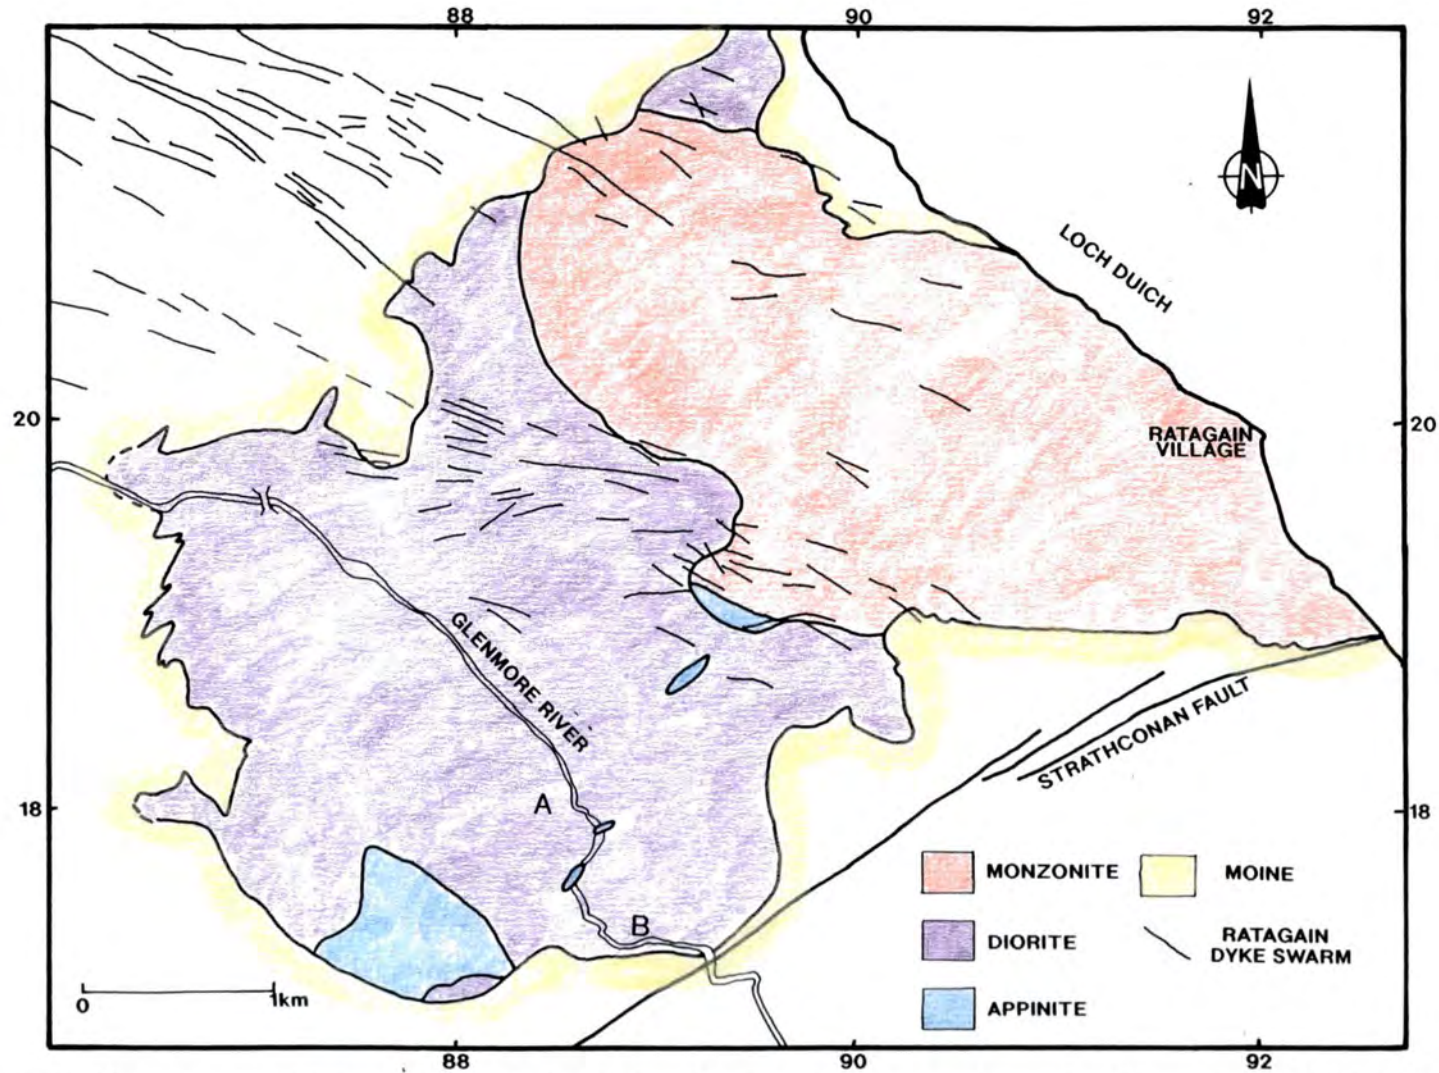 88
90
92
N
LOCH DUICH
20
20
RATAGAIN
VILLAGE
GLENMORE RIVER
STRATHCONAN FAULT
A
18
18
MONZONITE
MOINE
B
DIORITE
RATAGAIN
DYKE SWARM
0
1km
APPINITE
88
90
92